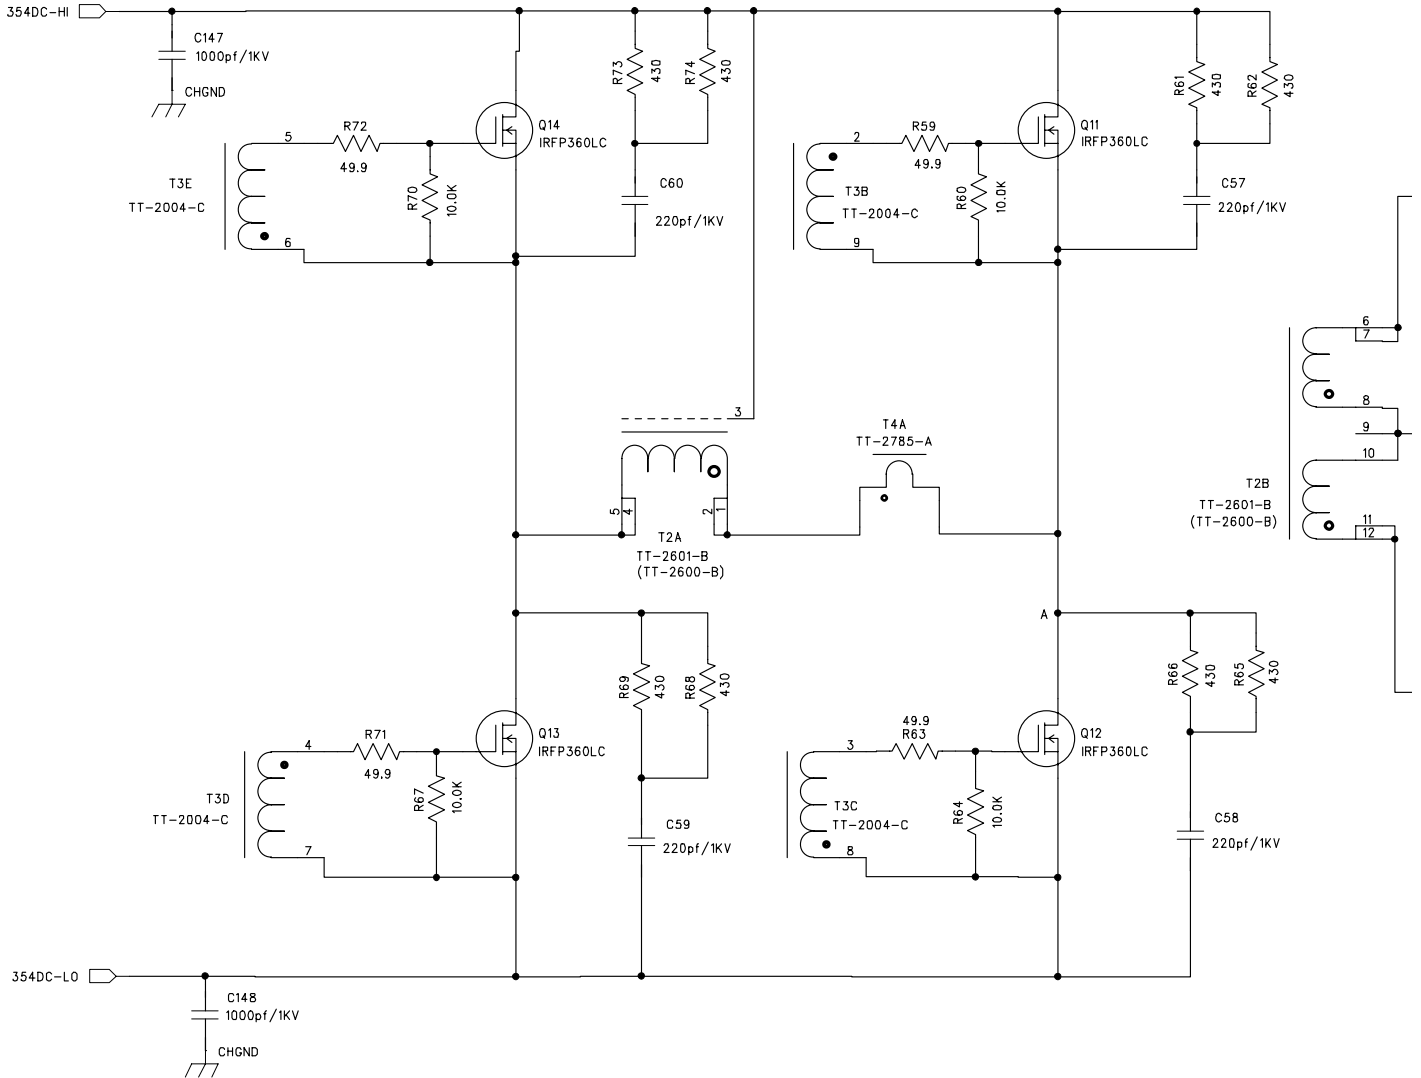 354DC-HI
C147
1000pf/1KV
CHGND
R73
430
R74
430
R61
430
R62
430
R72
49.9
Q14
IRFP360LC
5
T3E
TT-2004-C
6
R70
10.0K
C60
220pf/1KV
R59
49.9
Q11
IRFP360LC
2
T3B
TT-2004-C
9
R60
10.0K
C57
220pf/1KV
3
T4A
TT-2785-A
5
4
2
1
T2A
TT-2601-B
(TT-2600-B)
6
7
8
9
10
11
12
T2B
TT-2601-B
(TT-2600-B)
A
R69
430
R68
430
R66
430
R65
430
4
R71
49.9
Q13
IRFP360LC
T3D
TT-2004-C
7
R67
10.0K
C59
220pf/1KV
3
49.9
R63
Q12
IRFP360LC
T3C
TT-2004-C
8
R64
10.0K
C58
220pf/1KV
354DC-LO
C148
1000pf/1KV
CHGND